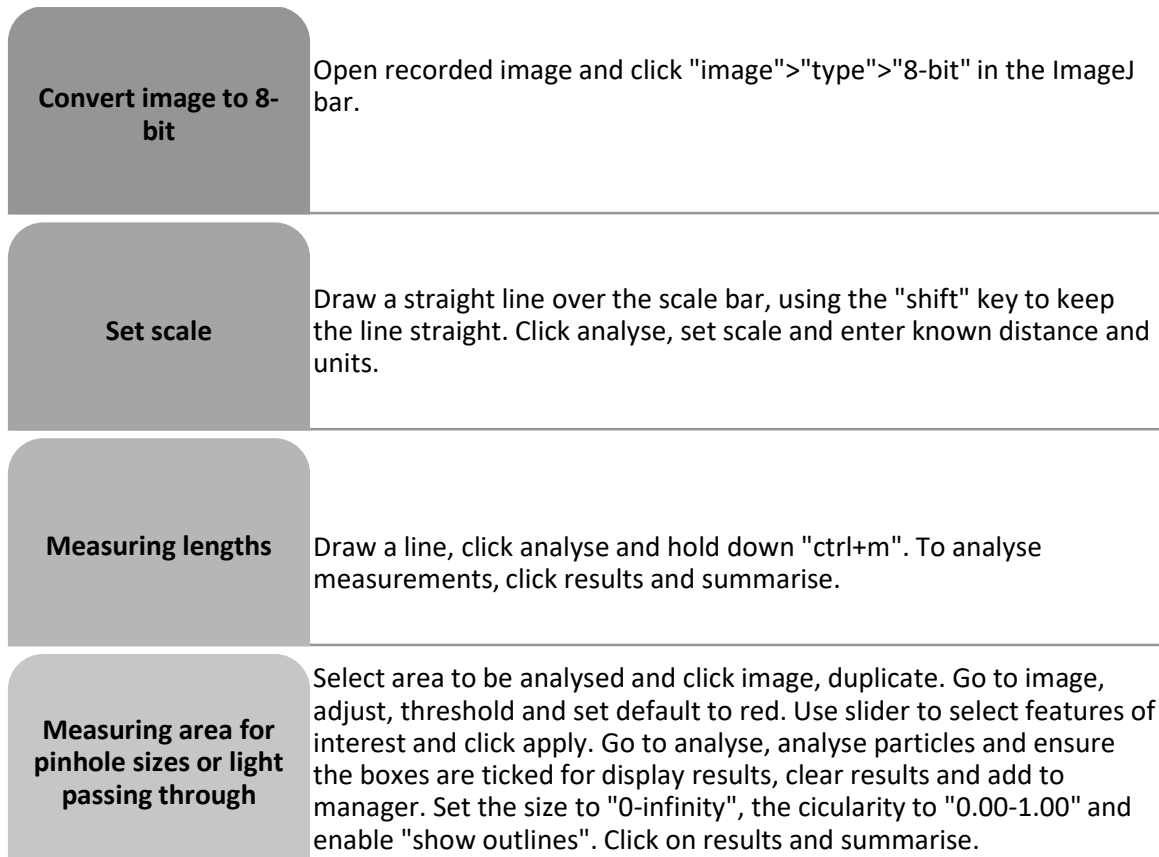 Convert image to 8-
bit
Open recorded image and click "image">"type">"8-bit" in the ImageJ
bar.
Set scale
Draw a straight line over the scale bar, using the "shift" key to keep
the line straight. Click analyse, set scale and enter known distance and
units.
Measuring lengths
Draw a line, click analyse and hold down "ctrl+m". To analyse
measurements, click results and summarise.
Measuring area for
pinhole sizes or light
passing through
Select area to be analysed and click image, duplicate. Go to image,
adjust, threshold and set default to red. Use slider to select features of
interest and click apply. Go to analyse, analyse particles and ensure
the boxes are ticked for display results, clear results and add to
manager. Set the size to "0-infinity", the cicularity to "0.00-1.00" and
enable "show outlines". Click on results and summarise.